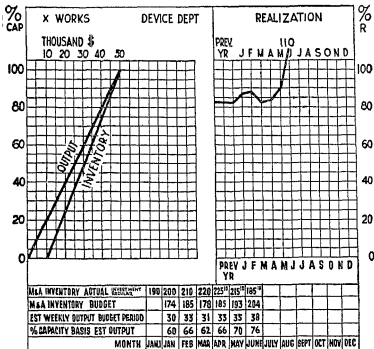 % CAP
X WORKS DEVICE DEPT
REALIZATION
% R
THOUSAND $
10 20 30 40 50
PREV. YR J F M A M J J A S O N D
110
100 100
80 80
60 60
40 40
20 20
0 0
OUTPUT
INVENTORY
PREV YR J F M A M J J A S O N D
M&A INVENTORY ACTUAL 190 200 210 220 225 215 185
M&A INVENTORY BUDGET 174 185 178 185 193 204
EST WEEKLY OUTPUT BUDGET PERIOD 30 33 31 33 35 38
% CAPACITY BASIS EST OUTPUT 60 66 62 66 70 76
MONTH JAN1 JAN FEB MAR APR MAY JUNE JULY AUG SEPT OCT NOV DEC